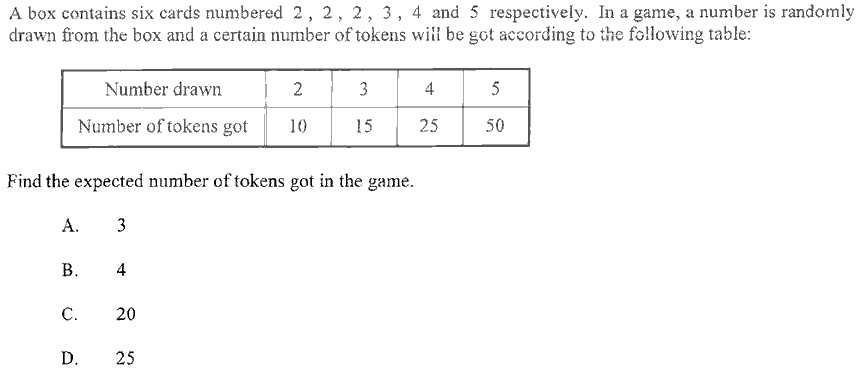 A box contains six cards numbered 2 , 2 , 2 , 3 , 4 and 5 respectively. In a game, a number is randomly
drawn from the box and a certain number of tokens will be got according to the following table:
Number drawn 2 3 4 5
Number of tokens got 10 15 25 50
Find the expected number of tokens got in the game.
A. 3
B. 4
C. 20
D. 25